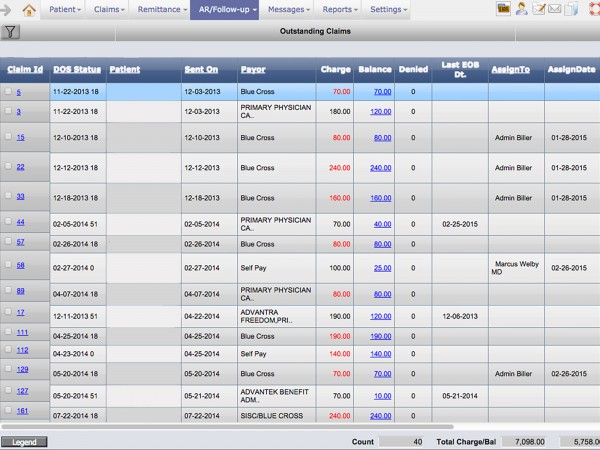 Patient Claims Remittance AR/Follow-up Messages Reports Settings
Outstanding Claims
Claim Id DOS Status Patient Sent On Payor Charge Balance Denied Last EOB Dt. AssignTo AssignDate
5 11-22-2013 18 12-03-2013 Blue Cross 70.00 70.00 0
3 11-22-2013 18 12-03-2013 PRIMARY PHYSICIAN CA.. 180.00 120.00 0
15 12-10-2013 18 12-10-2013 Blue Cross 80.00 80.00 0 Admin Biller 01-28-2015
22 12-12-2013 18 12-12-2013 Blue Cross 240.00 240.00 0 Admin Biller 01-28-2015
33 12-18-2013 18 12-18-2013 Blue Cross 160.00 160.00 0 Admin Biller 01-28-2015
44 02-05-2014 51 02-05-2014 PRIMARY PHYSICIAN CA.. 70.00 40.00 0 02-25-2015
57 02-26-2014 18 02-26-2014 Blue Cross 80.00 80.00 0
58 02-27-2014 0 02-27-2014 Self Pay 100.00 25.00 0 Marcus Welby MD 02-26-2015
89 04-07-2014 18 04-07-2014 PRIMARY PHYSICIAN CA.. 80.00 80.00 0
17 12-11-2013 51 04-22-2014 ADVANTRA FREEDOM,PRI.. 190.00 120.00 0 12-06-2013
111 04-25-2014 18 04-25-2014 Blue Cross 190.00 190.00 0
112 04-23-2014 0 04-25-2014 Self Pay 140.00 140.00 0
129 05-20-2014 18 05-20-2014 Blue Cross 70.00 70.00 0 Admin Biller 02-26-2015
127 05-20-2014 51 05-21-2014 ADVANTEK BENEFIT ADM.. 70.00 10.00 0 05-21-2014
161 07-22-2014 18 07-22-2014 SISC/BLUE CROSS 240.00 240.00 0
Legend Count 40 Total Charge/Bal 7,098.00 5,758.0